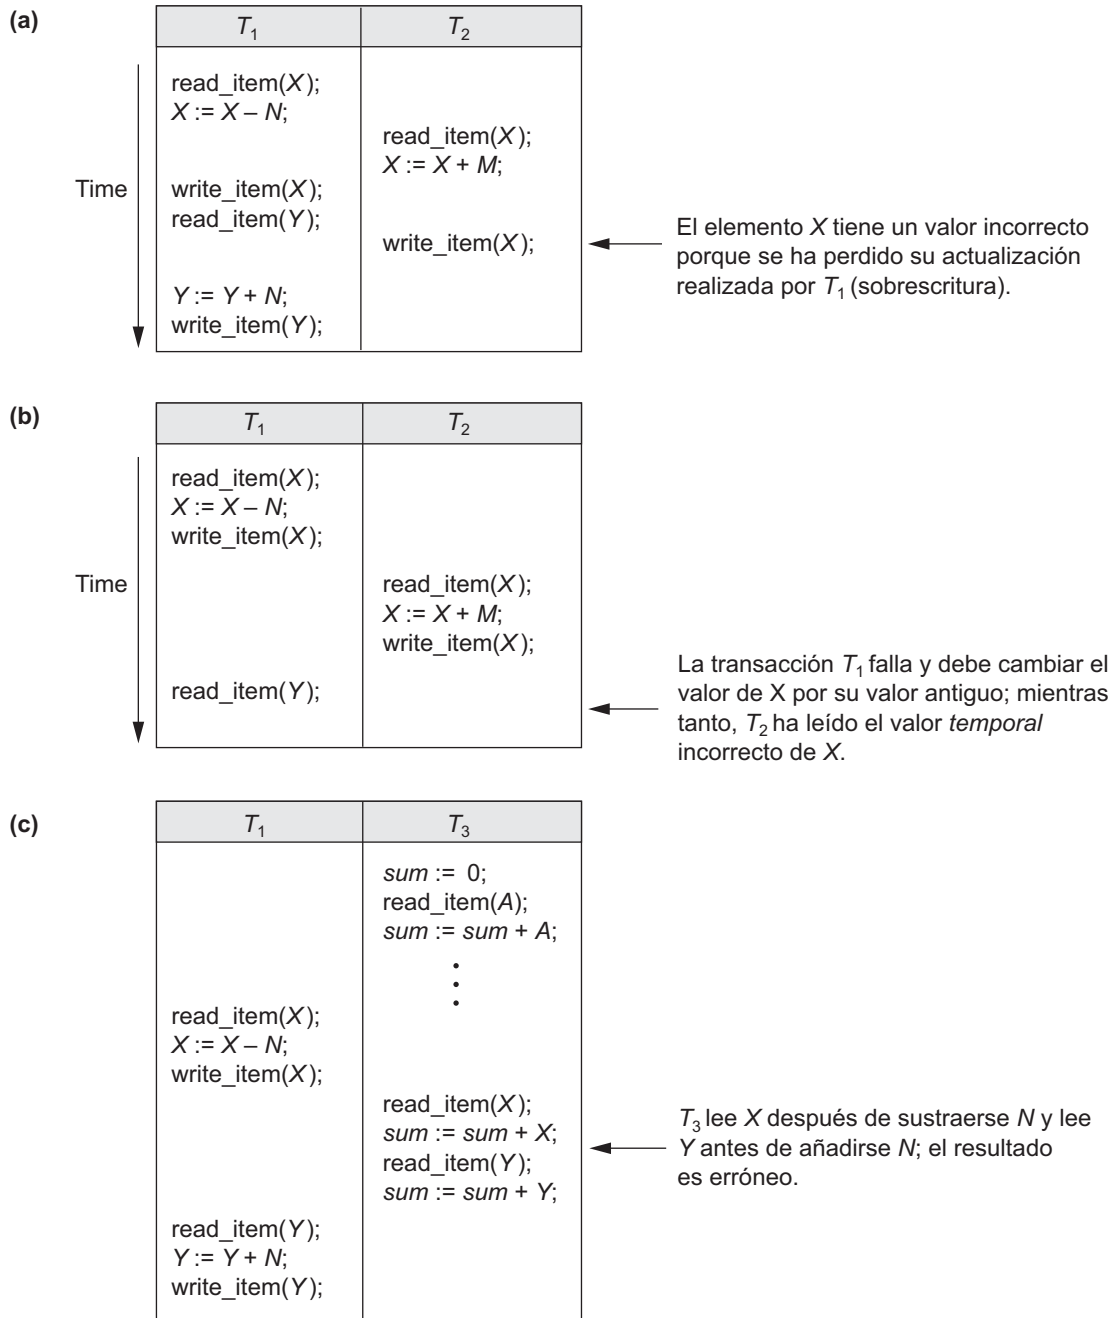 (a)
T1 T2
read_item(X);
X := X – N;
read_item(X);
X := X + M;
Time
write_item(X);
read_item(Y);
write_item(X);
El elemento X tiene un valor incorrecto
porque se ha perdido su actualización
realizada por T1 (sobrescritura).
Y := Y + N;
write_item(Y);
(b)
T1 T2
read_item(X);
X := X – N;
write_item(X);
Time
read_item(X);
X := X + M;
write_item(X);
read_item(Y);
La transacción T1 falla y debe cambiar el
valor de X por su valor antiguo; mientras
tanto, T2 ha leído el valor temporal
incorrecto de X.
(c)
T1 T3
sum := 0;
read_item(A);
sum := sum + A;
read_item(X);
X := X – N;
write_item(X);
read_item(X);
sum := sum + X;
read_item(Y);
sum := sum + Y;
T3 lee X después de sustraerse N y lee
Y antes de añadirse N; el resultado
es erróneo.
read_item(Y);
Y := Y + N;
write_item(Y);